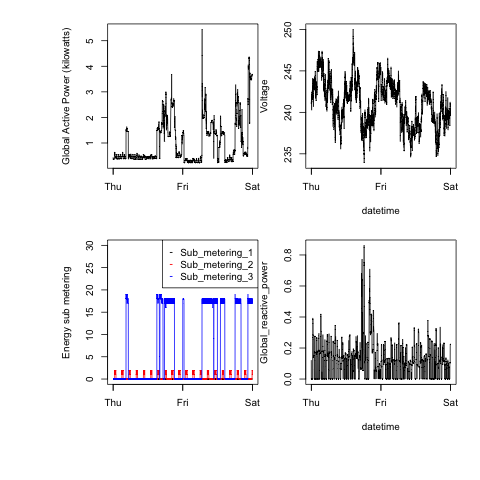 Global Active Power (kilowatts)
1
2
3
4
5
Thu
Fri
Sat
Voltage
235
240
245
250
Thu
Fri
Sat
datetime
Energy sub metering
0
5
10
15
20
25
30
Thu
Fri
Sat
Sub_metering_1
Sub_metering_2
Sub_metering_3
Global_reactive_power
0.0
0.2
0.4
0.6
0.8
Thu
Fri
Sat
datetime